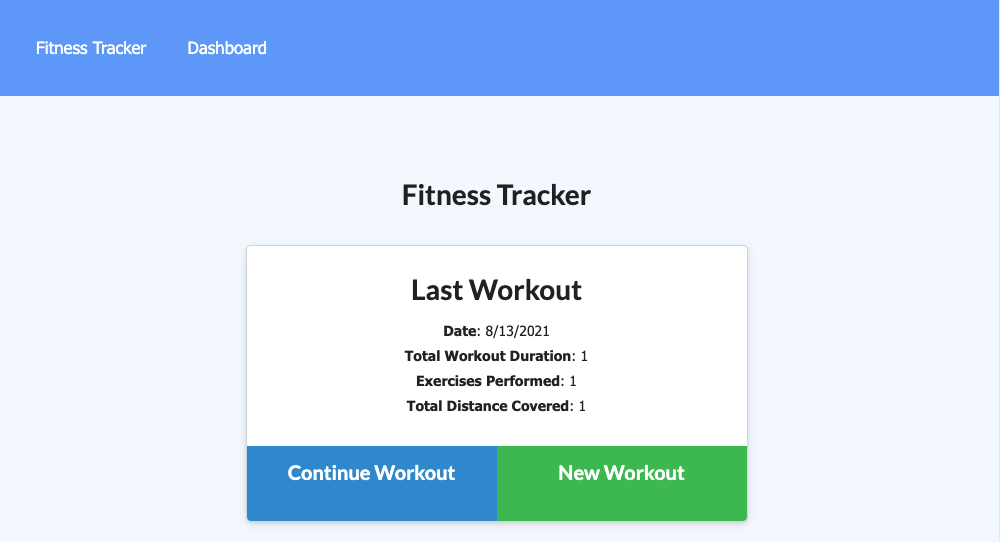 Fitness Tracker Dashboard
Fitness Tracker
Last Workout
Date: 8/13/2021
Total Workout Duration: 1
Exercises Performed: 1
Total Distance Covered: 1
Continue Workout New Workout